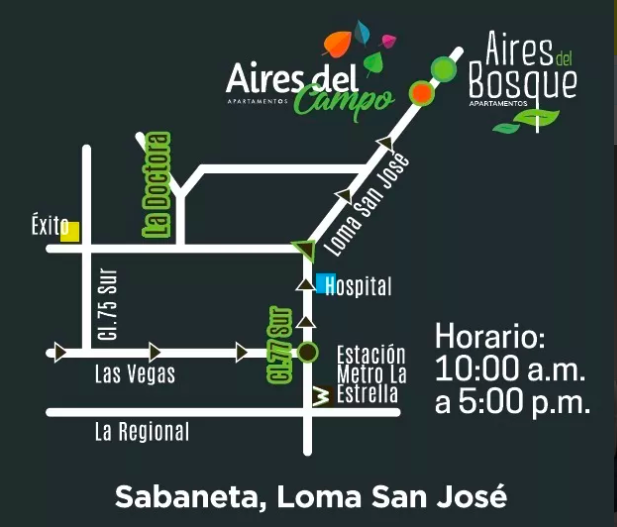 Aires del
APARTAMENTOS
Campo
Aires del
Bosque
APARTAMENTOS
La Doctora
Éxito
Loma San José
Cl. 75 Sur
Hospital
Cl.77 Sur
Las Vegas
Estación
Metro La
Estrella
La Regional
Horario:
10:00 a.m.
a 5:00 p.m.
Sabaneta, Loma San José